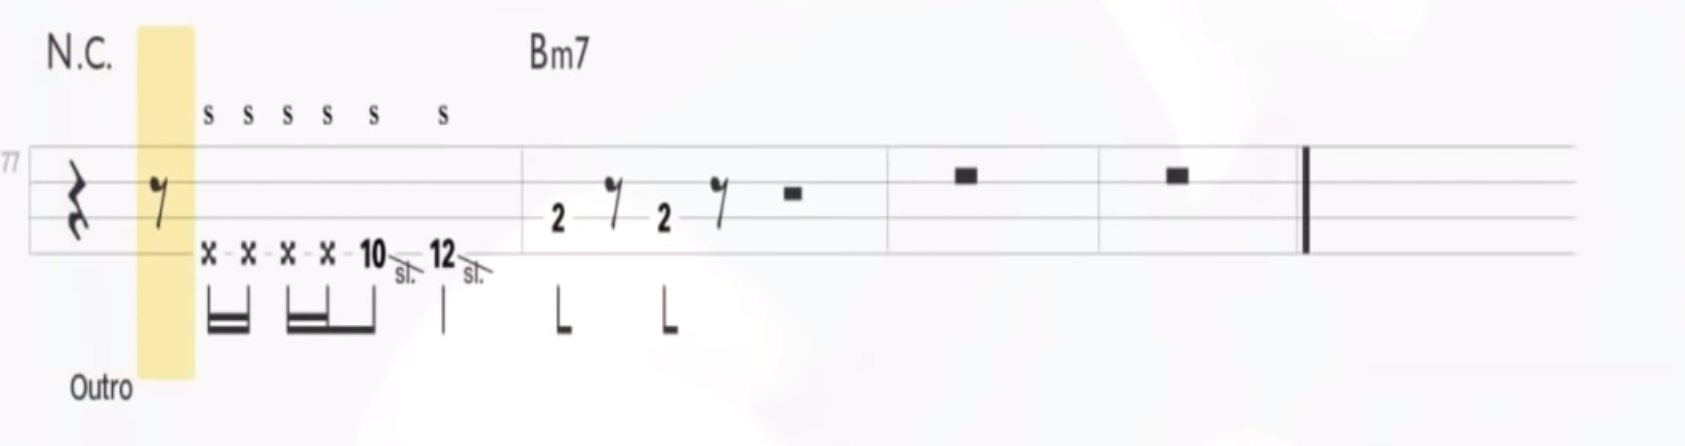 N.C. Bm7
s s s s s s
77
2 2
x x x x 10 sl. 12 sl.
Outro